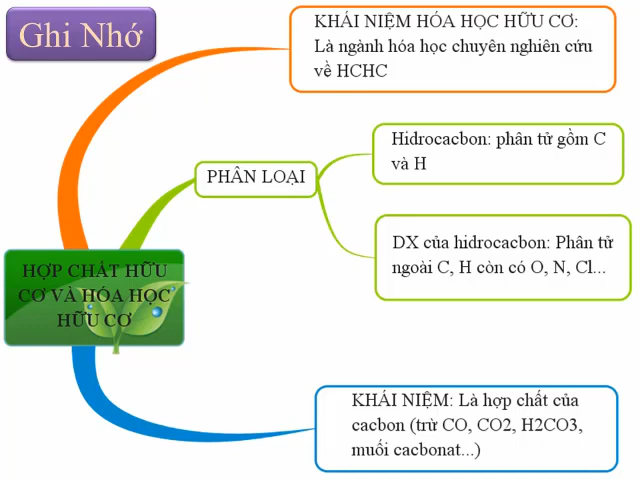 Ghi Nhớ
KHÁI NIỆM HÓA HỌC HỮU CƠ:
Là ngành hóa học chuyên nghiên cứu
về HCHC
Hidrocacbon: phân tử gồm C
và H
PHÂN LOẠI
DX của hidrocacbon: Phân tử
ngoài C, H còn có O, N, Cl...
HỢP CHẤT HỮU
CƠ VÀ HÓA HỌC
HỮU CƠ
KHÁI NIỆM: Là hợp chất của
cacbon (trừ CO, CO2, H2CO3,
muối cacbonat...)